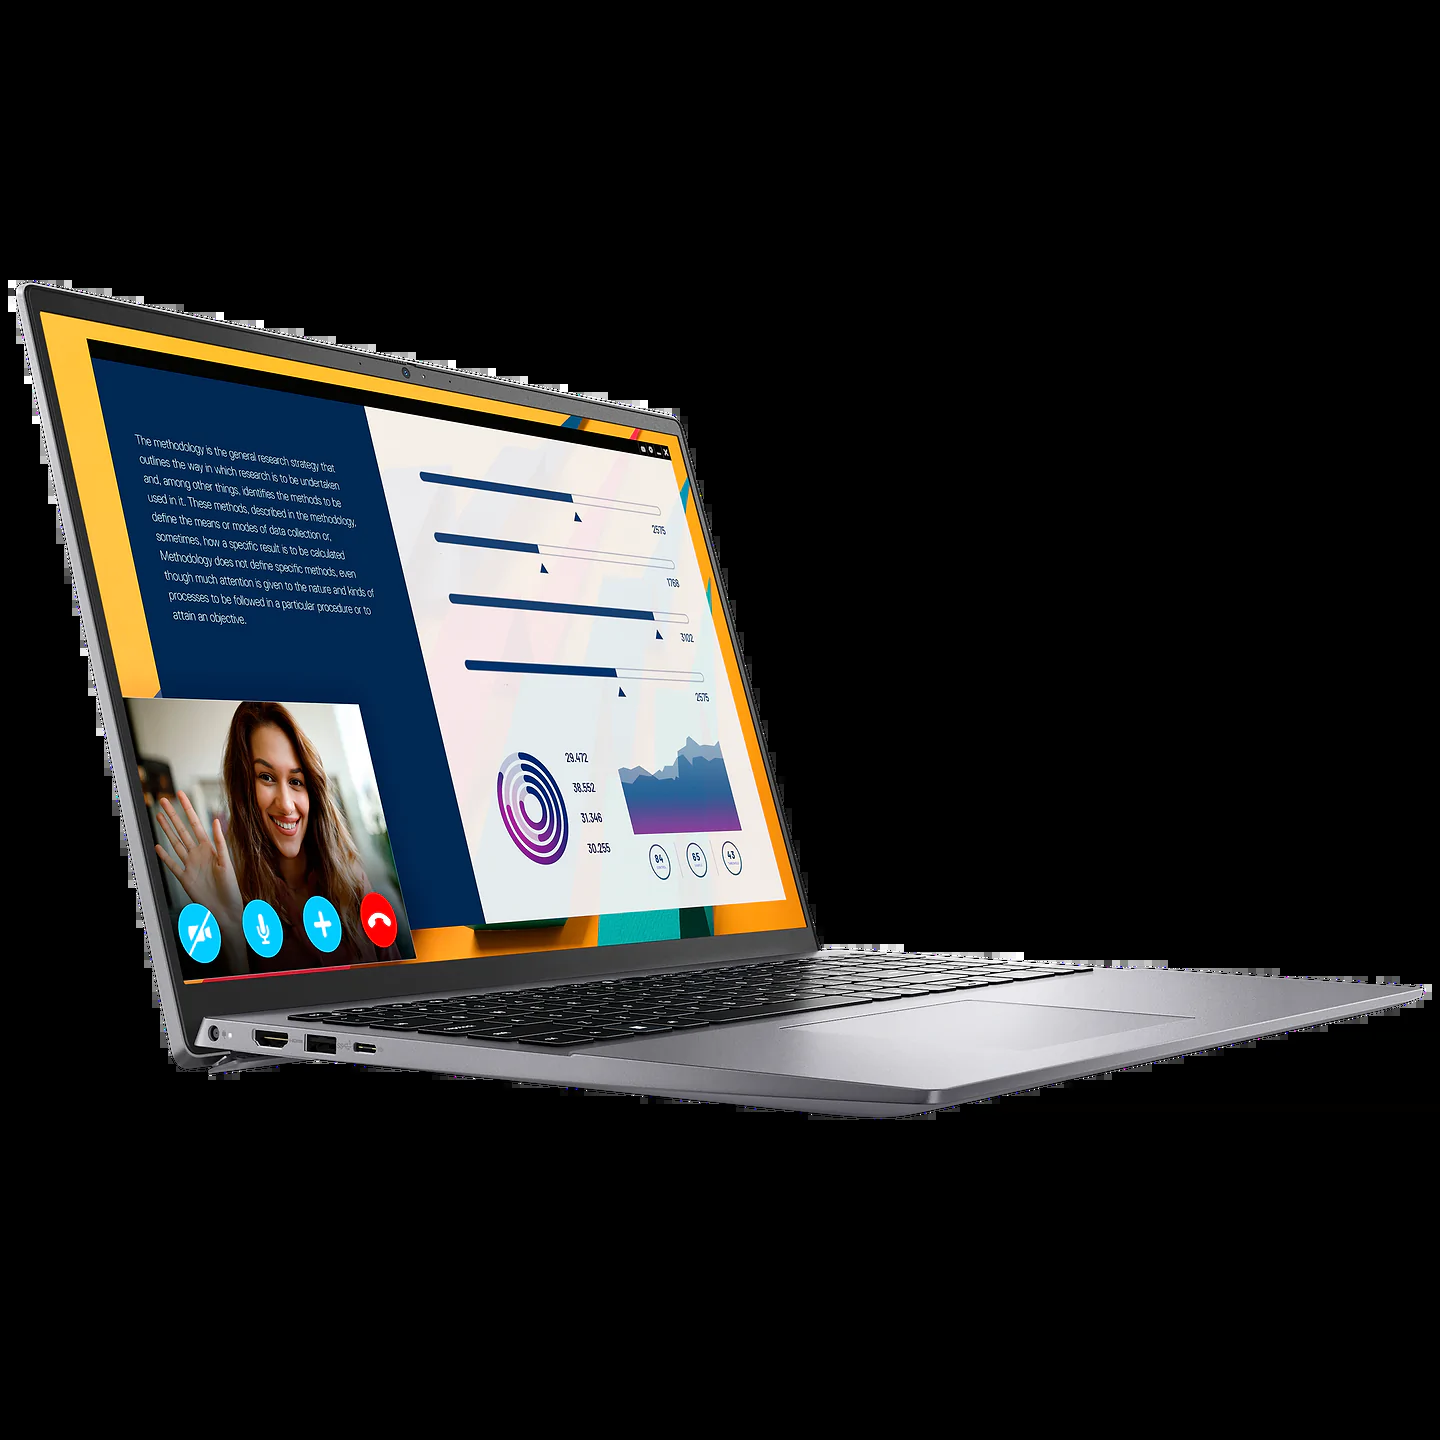 The methodology is the general research strategy that
outlines the way in which research is to be undertaken
and, among other things, identifies the methods to be
used in it. These methods, described in the methodology,
define the means or modes of data collection or,
sometimes, how a specific result is to be calculated
Methodology does not define specific methods, even
though much attention is given to the nature and kinds of
processes to be followed in a particular procedure or to
attain an objective.
2575
1768
3102
2575
29.472
38.552
31.346
30.255
84
65
43
HDMI